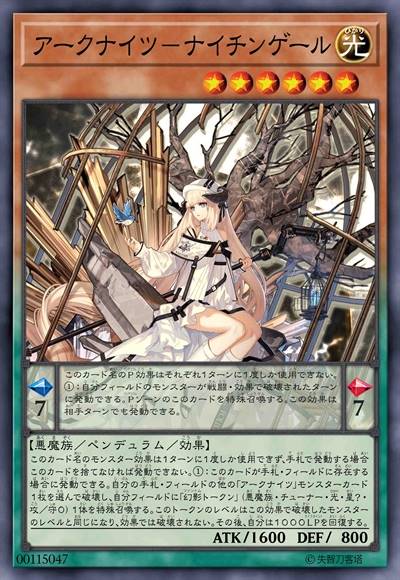 アークナイツ－ナイチンゲール
光
ひかり
このカード名のP効果はそれぞれ1ターンに1度しか使用できない。
①：自分フィールドのモンスターが戦闘・効果で破壊されたターン
に発動できる。Pゾーンのこのカードを特殊召喚する。この効果は
相手ターンでも発動できる。
7 7
【悪魔族／ペンデュラム／効果】
このカード名のモンスター効果は1ターンに1度しか使用できず、手札で発動する場合
このカードを捨てなければ発動できない。①：このカードが手札・フィールドに存在する
場合に発動できる。自分の手札・フィールドの他の「アークナイツ」モンスターカード
1枚を選んで破壊し、自分フィールドに「幻影トークン」（悪魔族・チューナー・光・星？・
攻／守0）1体を特殊召喚する。このトークンのレベルはこの効果で破壊したモンスター
のレベルと同じになり、効果では破壊されない。その後、自分は1000LPを回復する。
ATK/1600 DEF/ 800
00115047
©失智刀客塔